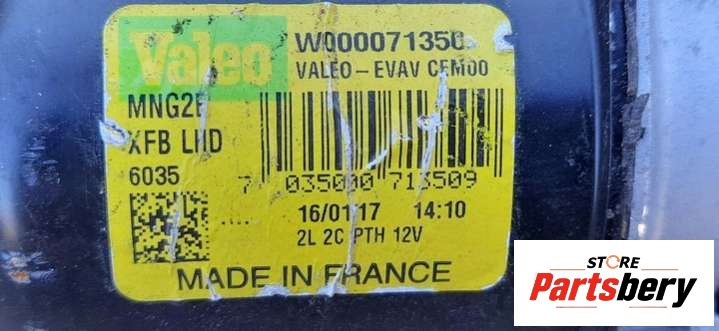 Valeo
W000071350
VALEO-EVAV CFM00
MNG2E
XFB LHD
6035
7 035000 713509
16/01/17 14:10
2L 2C PTH 12V
MADE IN FRANCE
STORE
Partsbery